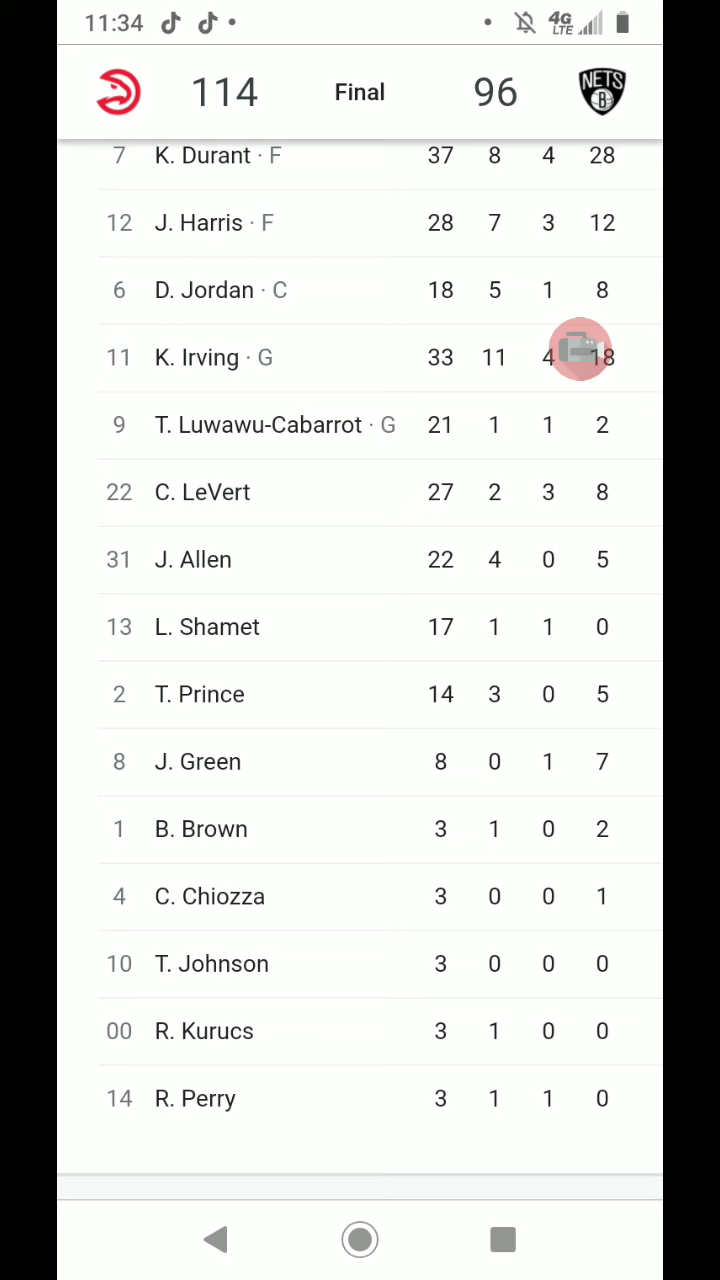 11:34 4G LTE
114 Final 96 NETS B
7 K. Durant · F 37 8 4 28
12 J. Harris · F 28 7 3 12
6 D. Jordan · C 18 5 1 8
11 K. Irving · G 33 11 4 18
9 T. Luwawu-Cabarrot · G 21 1 1 2
22 C. LeVert 27 2 3 8
31 J. Allen 22 4 0 5
13 L. Shamet 17 1 1 0
2 T. Prince 14 3 0 5
8 J. Green 8 0 1 7
1 B. Brown 3 1 0 2
4 C. Chiozza 3 0 0 1
10 T. Johnson 3 0 0 0
00 R. Kurucs 3 1 0 0
14 R. Perry 3 1 1 0